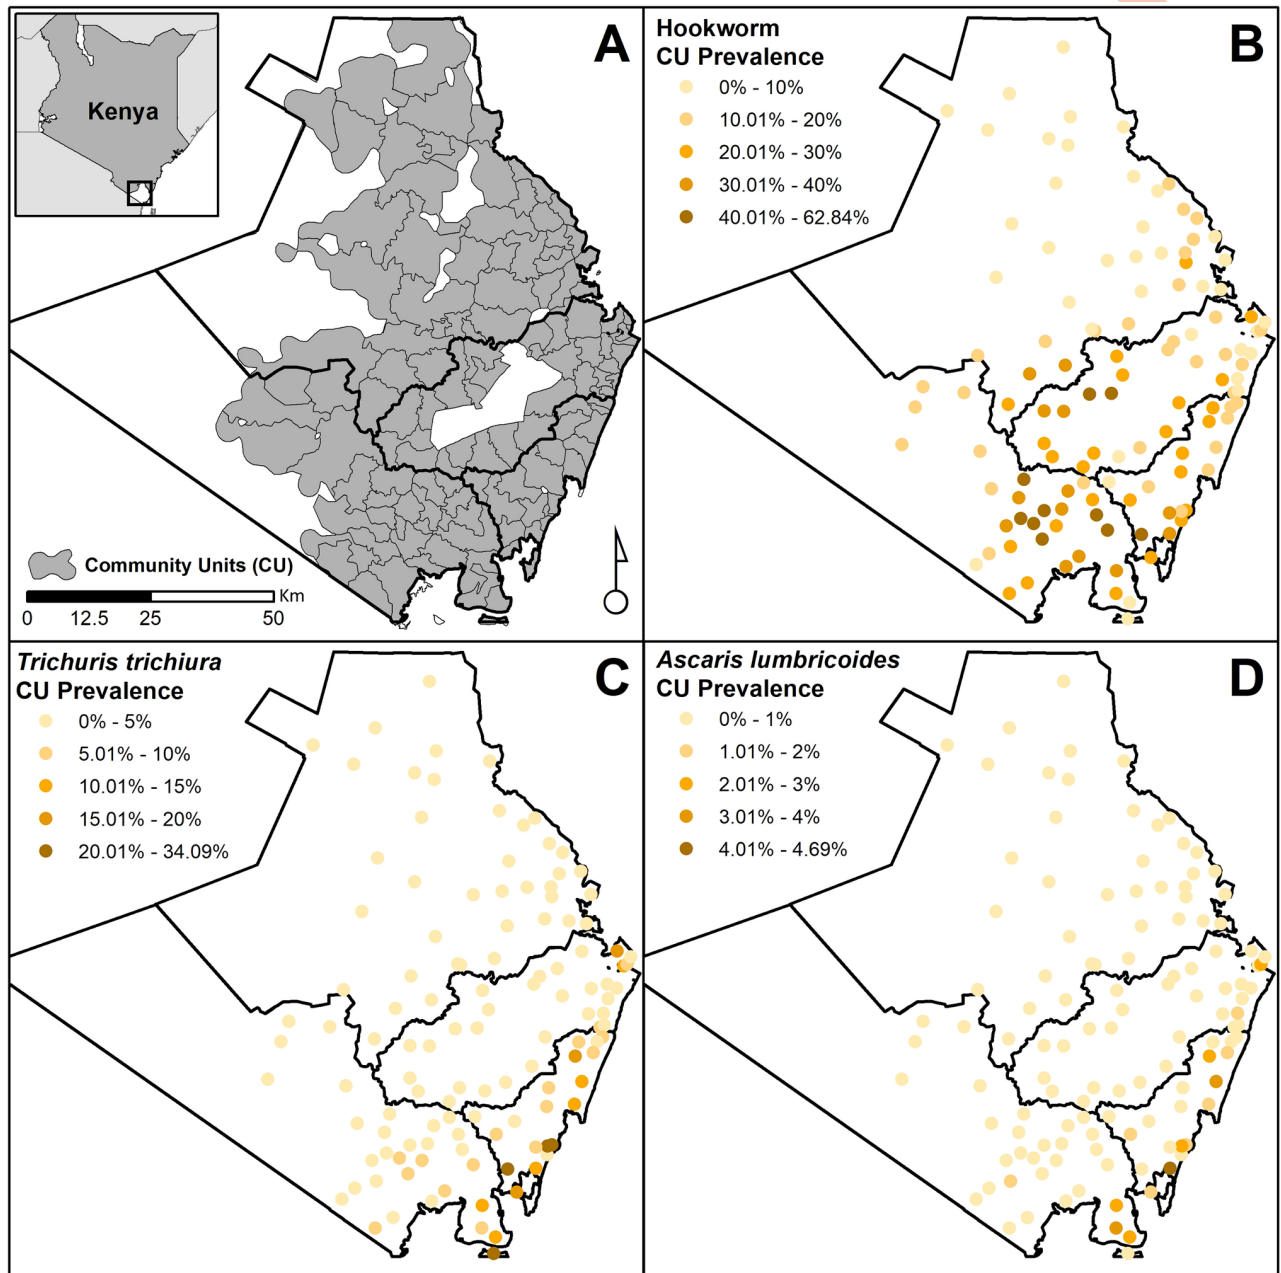 Kenya
A
Community Units (CU)
Km
0 12.5 25 50
Hookworm
CU Prevalence
0% - 10%
10.01% - 20%
20.01% - 30%
30.01% - 40%
40.01% - 62.84%
B
Trichuris trichiura
CU Prevalence
0% - 5%
5.01% - 10%
10.01% - 15%
15.01% - 20%
20.01% - 34.09%
C
Ascaris lumbricoides
CU Prevalence
0% - 1%
1.01% - 2%
2.01% - 3%
3.01% - 4%
4.01% - 4.69%
D